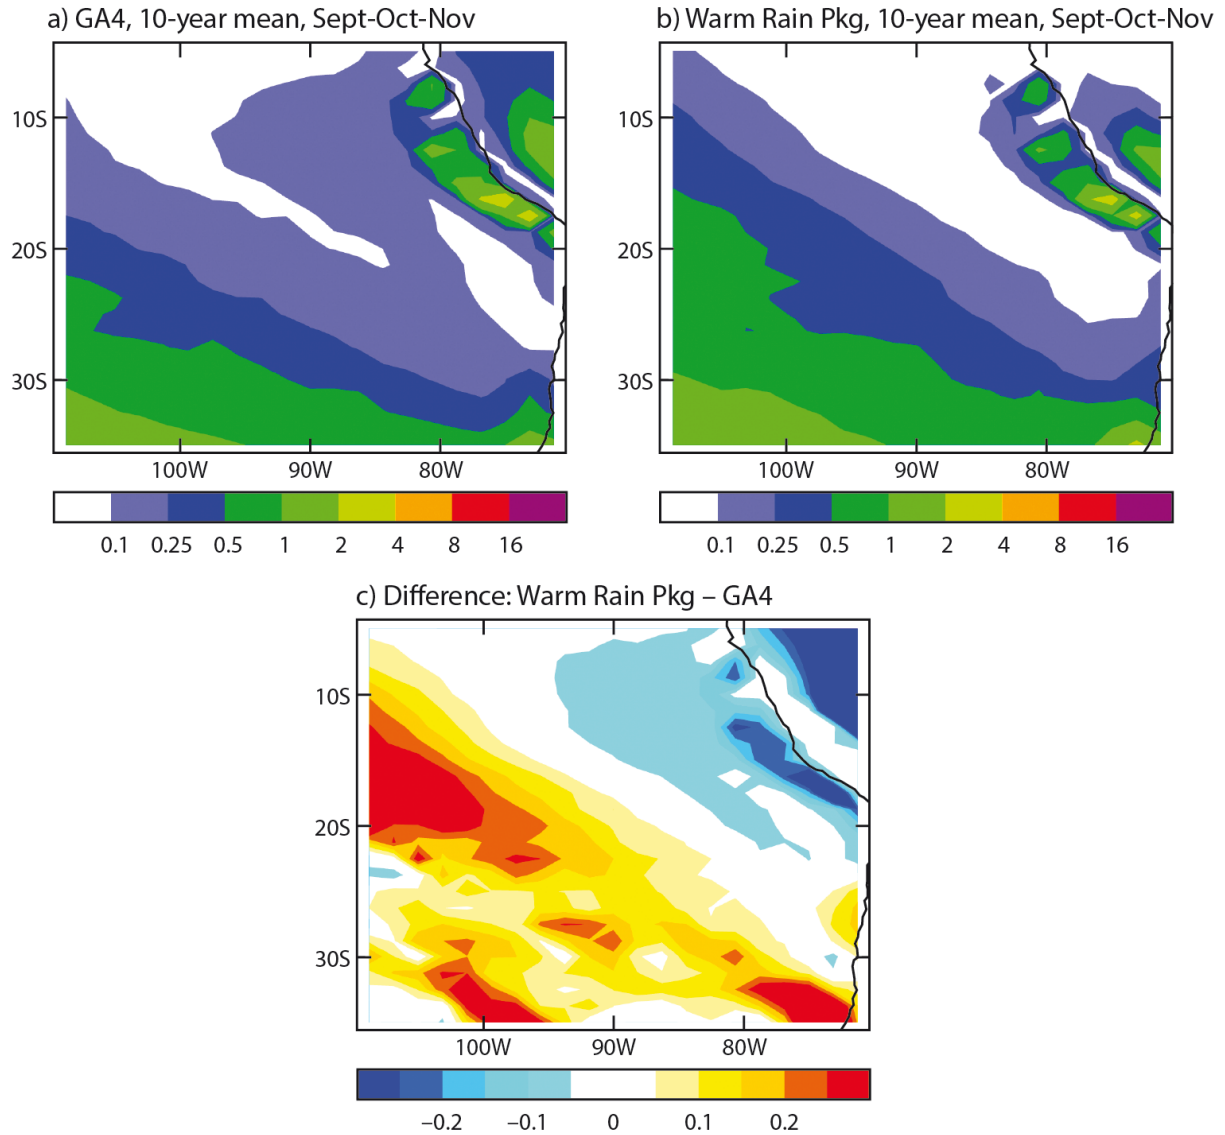 a) GA4, 10-year mean, Sept-Oct-Nov
b) Warm Rain Pkg, 10-year mean, Sept-Oct-Nov
10S
20S
30S
100W 90W 80W
0.1 0.25 0.5 1 2 4 8 16
10S
20S
30S
100W 90W 80W
0.1 0.25 0.5 1 2 4 8 16
c) Difference: Warm Rain Pkg – GA4
10S
20S
30S
100W 90W 80W
−0.2 −0.1 0 0.1 0.2